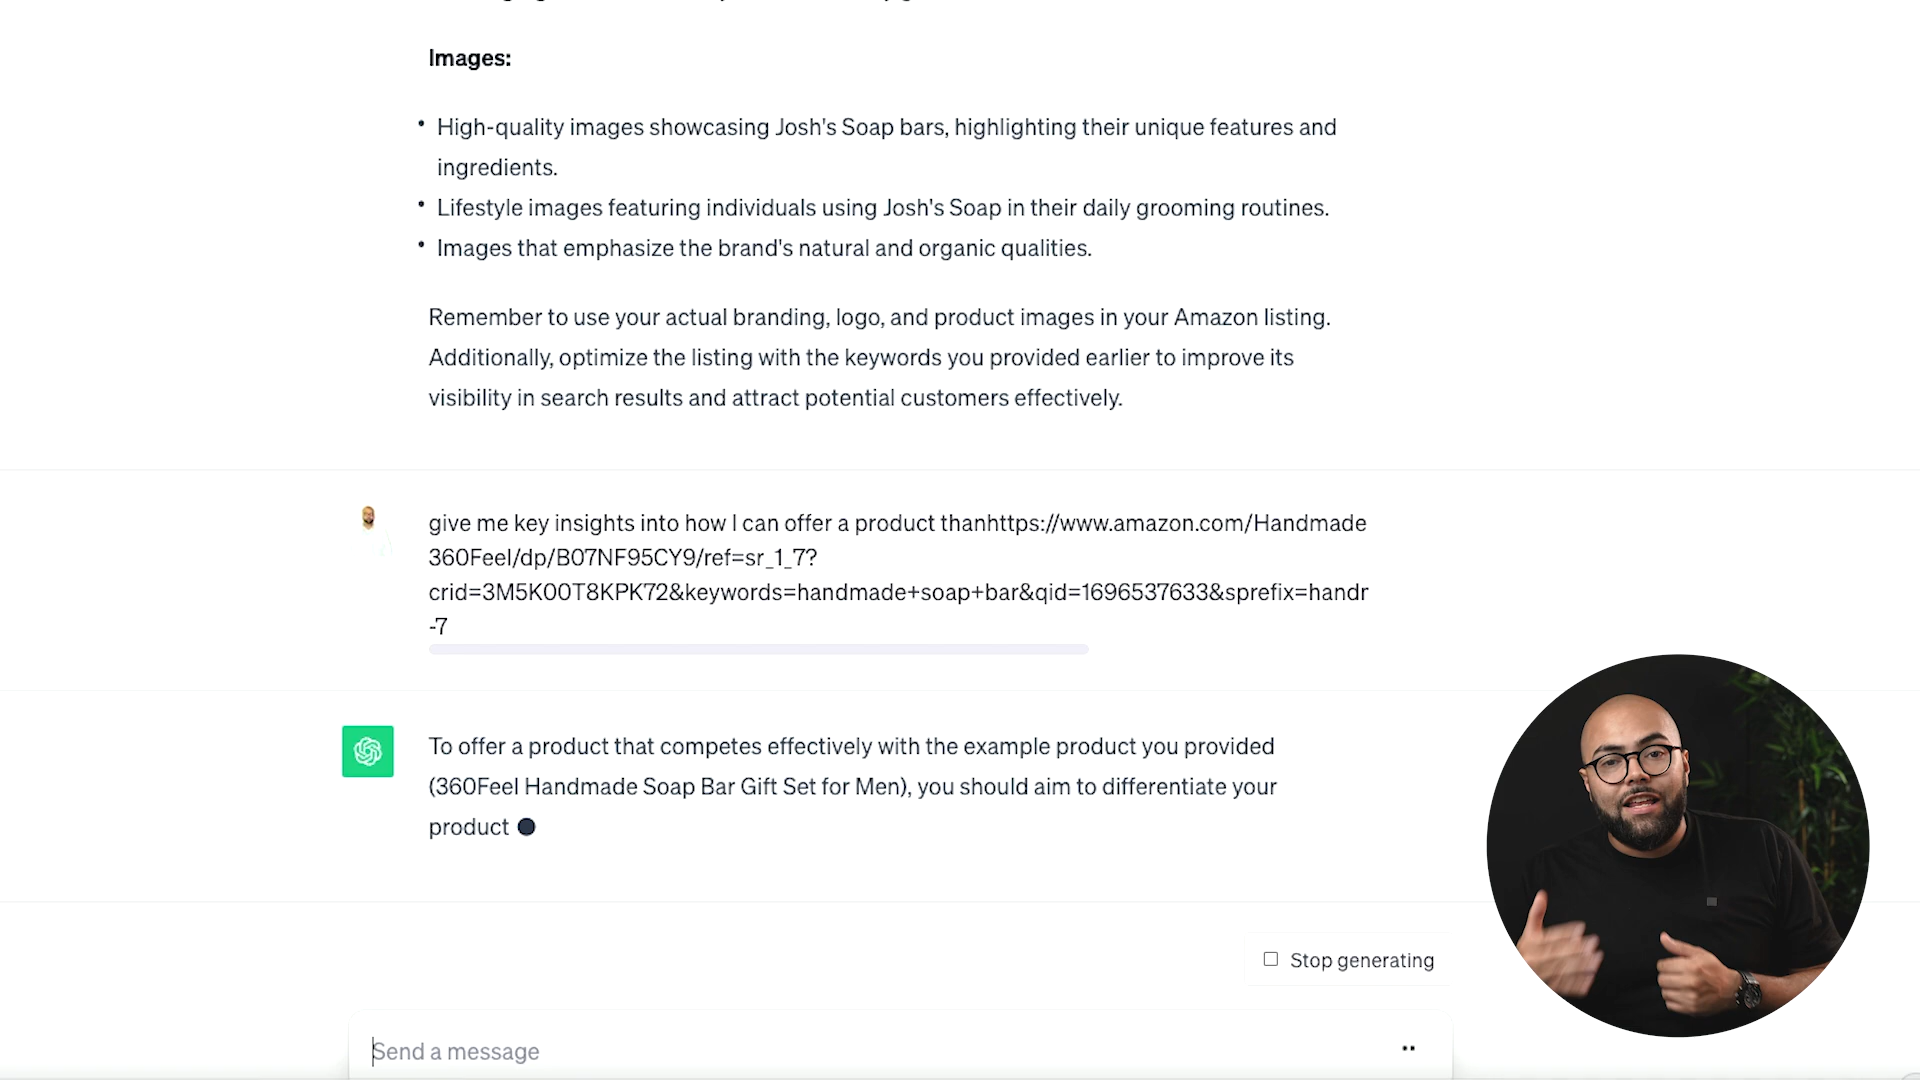 Images:
• High-quality images showcasing Josh's Soap bars, highlighting their unique features and
ingredients.
• Lifestyle images featuring individuals using Josh's Soap in their daily grooming routines.
• Images that emphasize the brand's natural and organic qualities.
Remember to use your actual branding, logo, and product images in your Amazon listing.
Additionally, optimize the listing with the keywords you provided earlier to improve its
visibility in search results and attract potential customers effectively.
give me key insights into how I can offer a product thanhttps://www.amazon.com/Handmade
360Feel/dp/B07NF95CY9/ref=sr_1_7?
crid=3M5K00T8KPK72&keywords=handmade+soap+bar&qid=1696537633&sprefix=handr
-7
To offer a product that competes effectively with the example product you provided
(360Feel Handmade Soap Bar Gift Set for Men), you should aim to differentiate your
product
Stop generating
Send a message